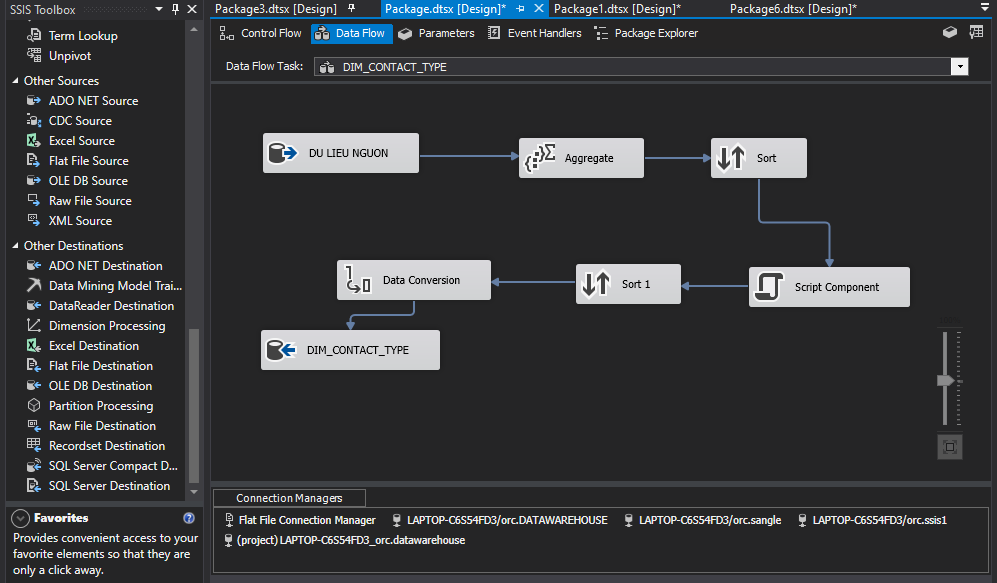 SSIS Toolbox
Term Lookup
Unpivot
Other Sources
ADO NET Source
CDC Source
Excel Source
Flat File Source
OLE DB Source
Raw File Source
XML Source
Other Destinations
ADO NET Destination
Data Mining Model Trai...
DataReader Destination
Dimension Processing
Excel Destination
Flat File Destination
OLE DB Destination
Partition Processing
Raw File Destination
Recordset Destination
SQL Server Compact D...
SQL Server Destination
Favorites
Provides convenient access to your
favorite elements so that they are
only a click away.
Package3.dtsx [Design] Package.dtsx [Design]* Package1.dtsx [Design]* Package6.dtsx [Design]*
Control Flow Data Flow Parameters Event Handlers Package Explorer
Data Flow Task: DIM_CONTACT_TYPE
DU LIEU NGUON
Aggregate
Sort
Data Conversion
Sort 1
Script Component
DIM_CONTACT_TYPE
Connection Managers
Flat File Connection Manager LAPTOP-C6S54FD3/orc.DATAWAREHOUSE LAPTOP-C6S54FD3/orc.sangle LAPTOP-C6S54FD3/orc.ssis1
(project) LAPTOP-C6S54FD3_orc.datawarehouse